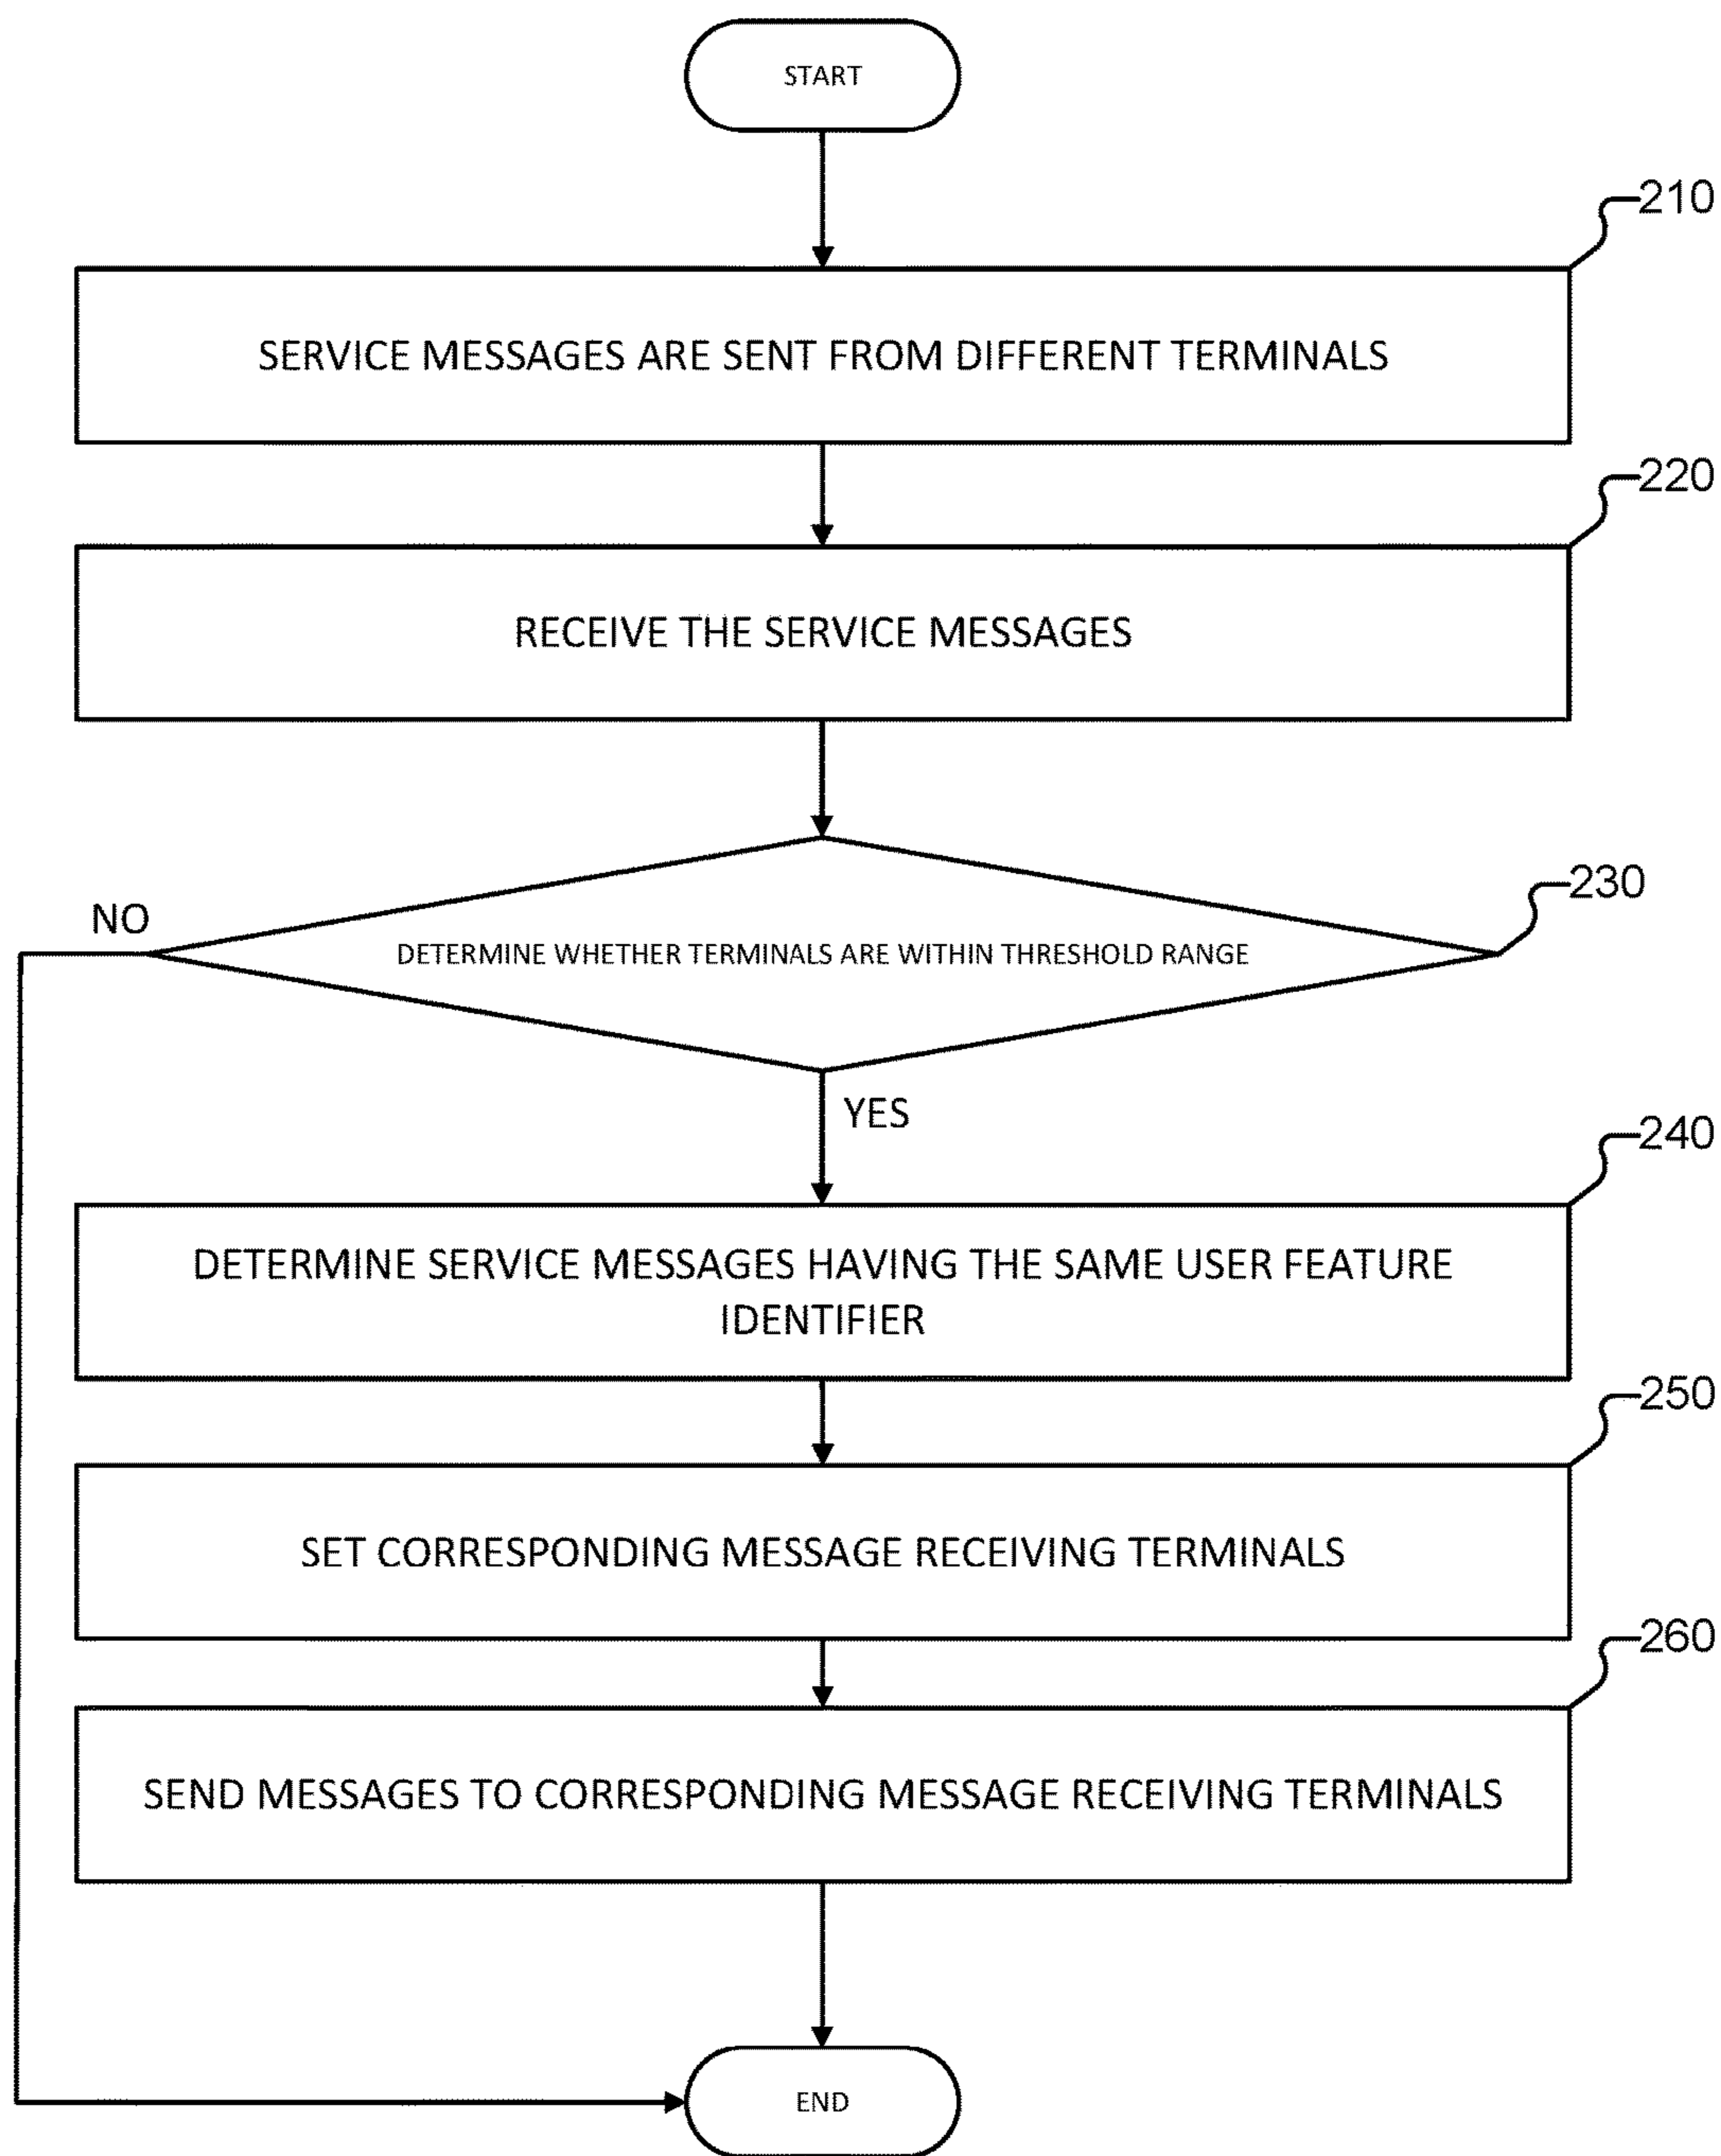 START
210
SERVICE MESSAGES ARE SENT FROM DIFFERENT TERMINALS
220
RECEIVE THE SERVICE MESSAGES
230
NO
DETERMINE WHETHER TERMINALS ARE WITHIN THRESHOLD RANGE
YES
240
DETERMINE SERVICE MESSAGES HAVING THE SAME USER FEATURE
IDENTIFIER
250
SET CORRESPONDING MESSAGE RECEIVING TERMINALS
260
SEND MESSAGES TO CORRESPONDING MESSAGE RECEIVING TERMINALS
END